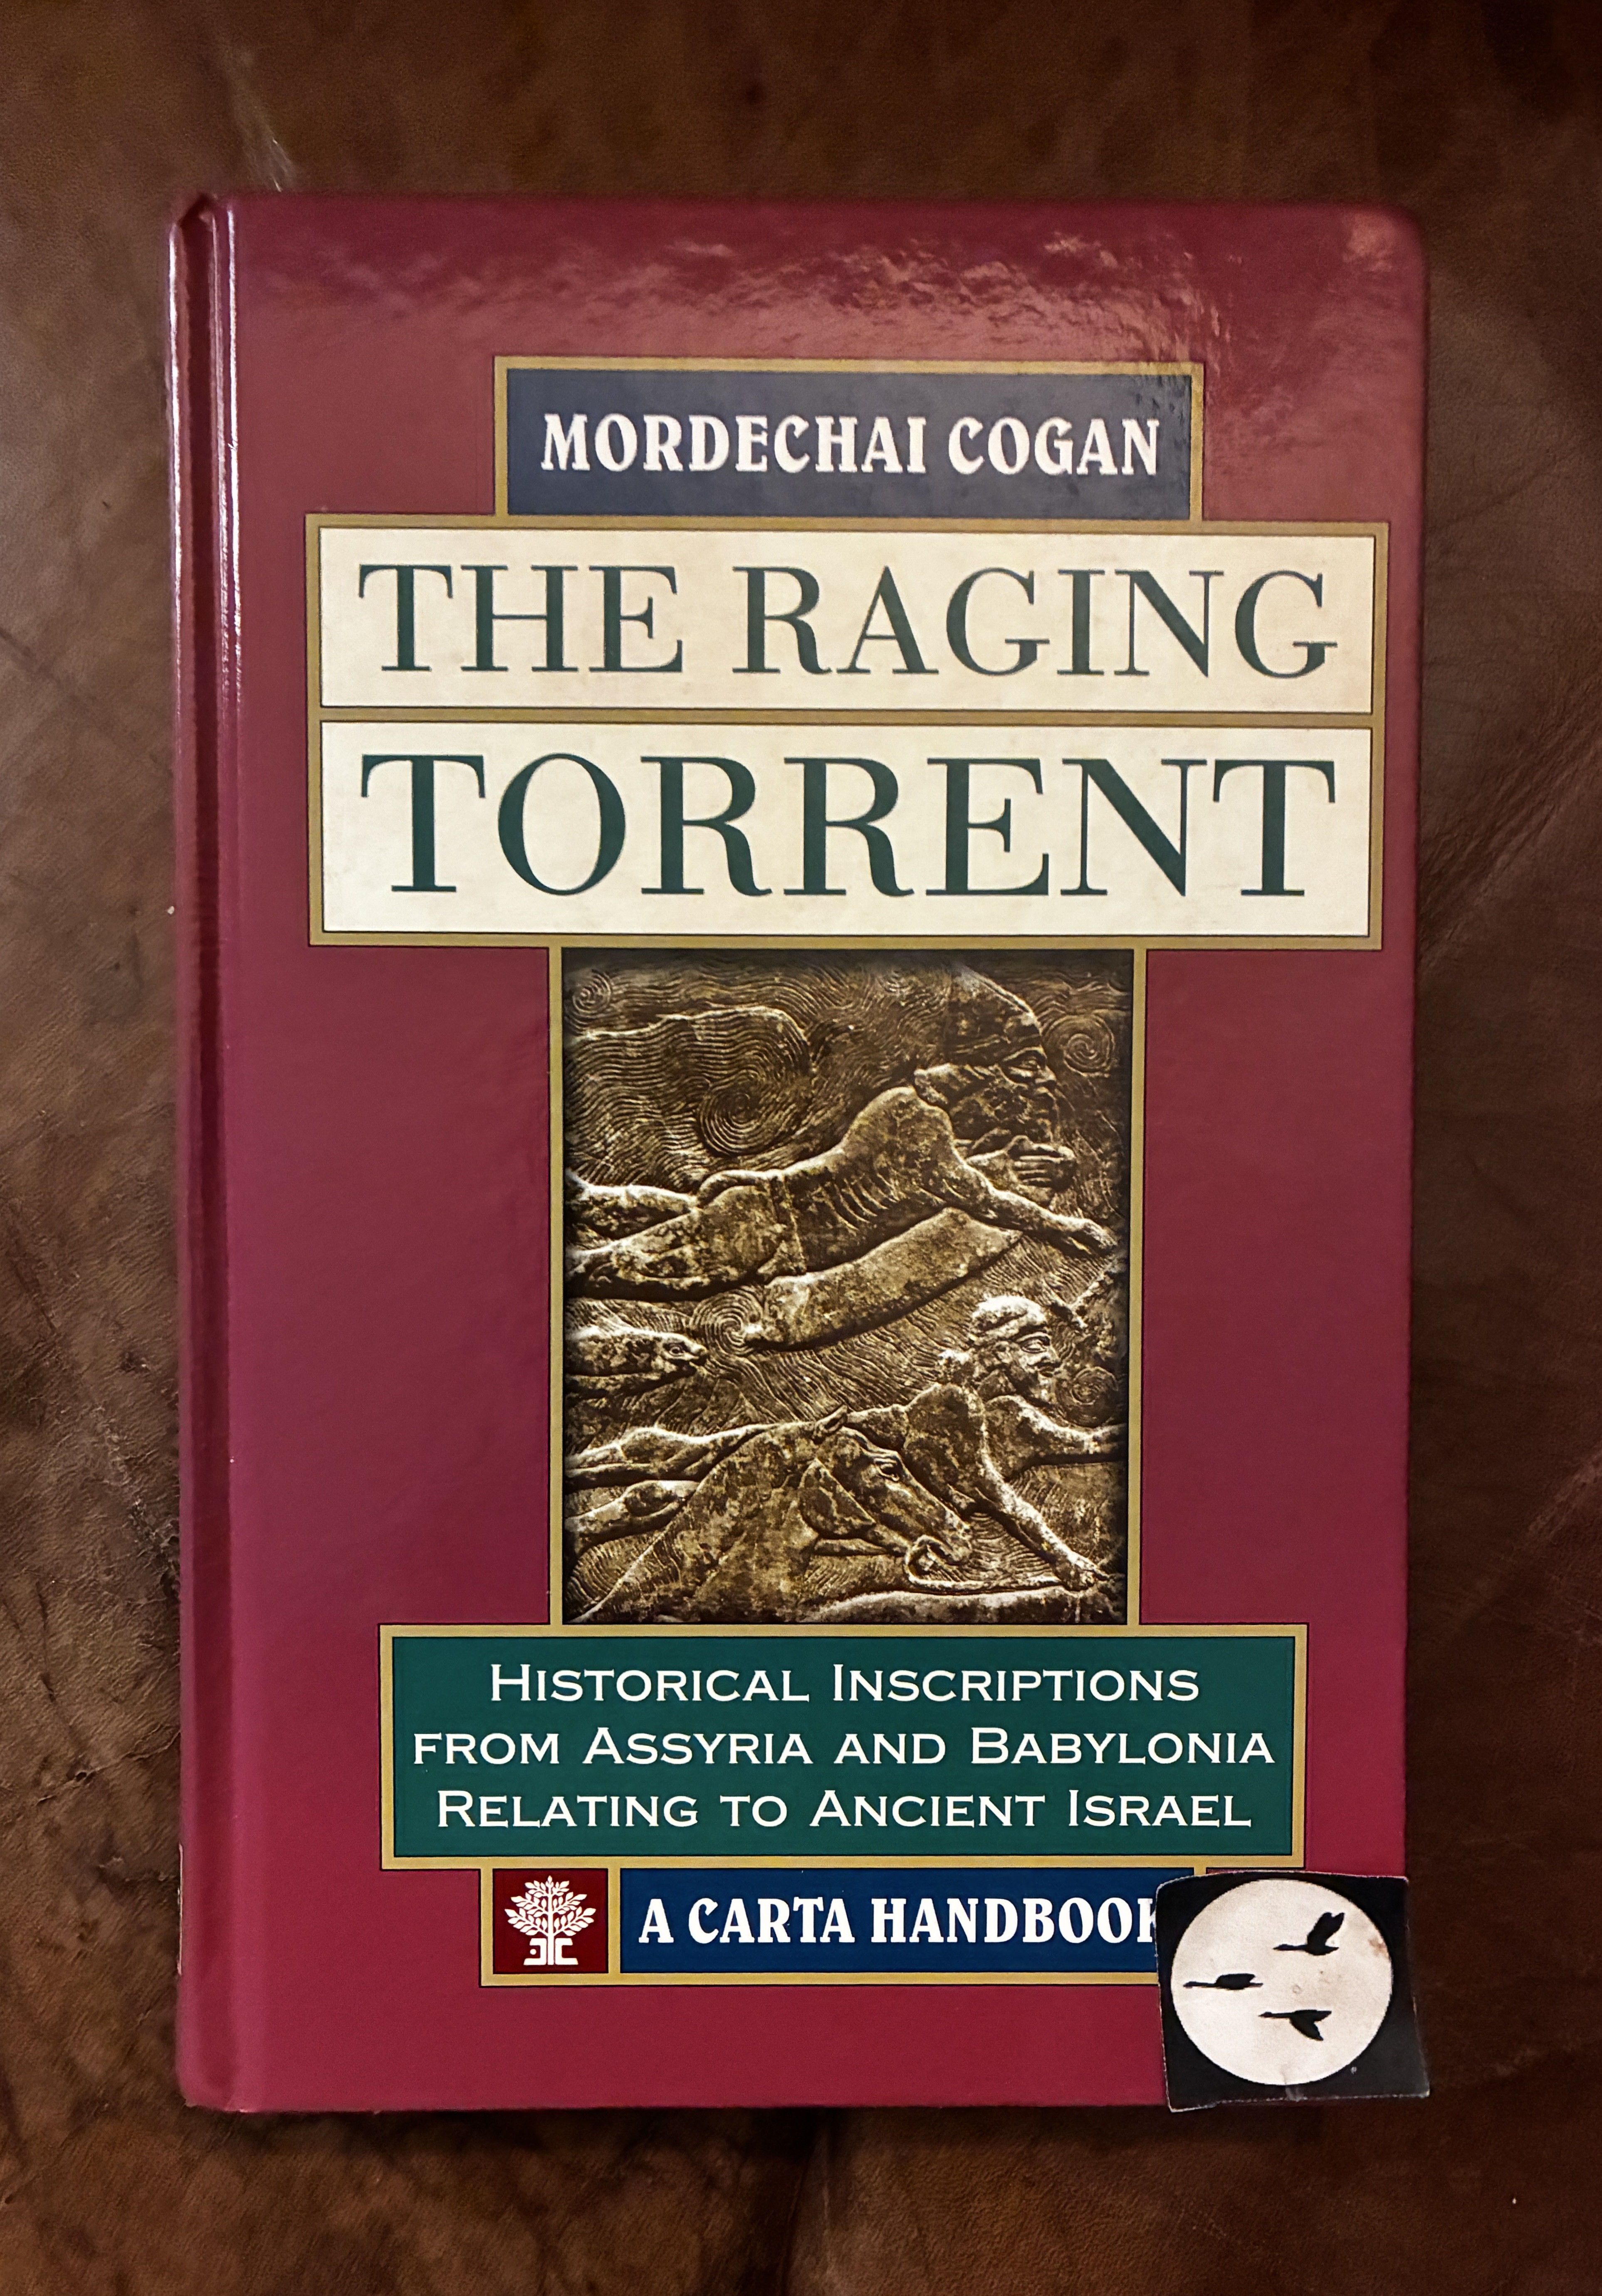 MORDECHAI COGAN
THE RAGING
TORRENT
HISTORICAL INSCRIPTIONS
FROM ASSYRIA AND BABYLONIA
RELATING TO ANCIENT ISRAEL
A CARTA HANDBOOK